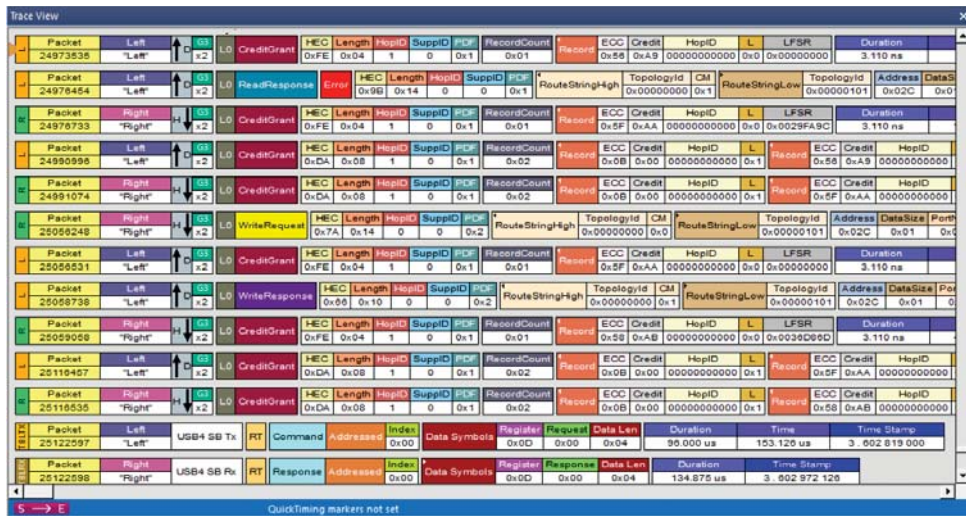 Trace View
Packet Left D G3 L0 CreditGrant HEC Length HopID SuppID PDF RecordCount Record ECC Credit HopID L LFSR Duration
24973535 "Left" x2 0xFE 0x04 1 0 0x1 0x01 0x56 0xA9 00000000000 0x0 0x00000000 3.110 ns
Packet Left D G3 L0 ReadResponse Error HEC Length HopID SuppID PDF RouteStringHigh TopologyId CM RouteStringLow TopologyId Address DataS
24976454 "Left" x2 0x9B 0x14 0 0 0x1 0x00000000 0x1 0x00000101 0x02C 0x0
Packet Right H G3 L0 CreditGrant HEC Length HopID SuppID PDF RecordCount Record ECC Credit HopID L LFSR Duration
24976733 "Right" x2 0xFE 0x04 1 0 0x1 0x01 0x5F 0xAA 00000000000 0x0 0x0029FA9C 3.110 ns
Packet Left D G3 L0 CreditGrant HEC Length HopID SuppID PDF RecordCount Record ECC Credit HopID L Record ECC Credit HopID
24990996 "Left" x2 0xDA 0x08 1 0 0x1 0x02 0x0B 0x00 00000000000 0x1 0x56 0xA9 00000000000
Packet Right H G3 L0 CreditGrant HEC Length HopID SuppID PDF RecordCount Record ECC Credit HopID L Record ECC Credit HopID
24991074 "Right" x2 0xDA 0x08 1 0 0x1 0x02 0x0B 0x00 00000000000 0x1 0x5F 0xAA 00000000000
Packet Right H G3 L0 WriteRequest HEC Length HopID SuppID PDF RouteStringHigh TopologyId CM RouteStringLow TopologyId Address DataSize PortN
25056248 "Right" x2 0x7A 0x14 0 0 0x2 0x00000000 0x0 0x00000101 0x02C 0x01 0x0
Packet Left D G3 L0 CreditGrant HEC Length HopID SuppID PDF RecordCount Record ECC Credit HopID L LFSR Duration
25056531 "Left" x2 0xFE 0x04 1 0 0x1 0x01 0x5F 0xAA 00000000000 0x0 0x00000000 3.110 ns
Packet Left D G3 L0 WriteResponse HEC Length HopID SuppID PDF RouteStringHigh TopologyId CM RouteStringLow TopologyId Address DataSize Por
25058738 "Left" x2 0x66 0x10 0 0 0x2 0x00000000 0x1 0x00000101 0x02C 0x01 0
Packet Right H G3 L0 CreditGrant HEC Length HopID SuppID PDF RecordCount Record ECC Credit HopID L LFSR Duration
25059058 "Right" x2 0xFE 0x04 1 0 0x1 0x01 0x58 0xAB 00000000000 0x0 0x0036D86D 3.110 ns
Packet Left D G3 L0 CreditGrant HEC Length HopID SuppID PDF RecordCount Record ECC Credit HopID L Record ECC Credit HopID
25116457 "Left" x2 0xDA 0x08 1 0 0x1 0x02 0x0B 0x00 00000000000 0x1 0x5F 0xAA 00000000000
Packet Right H G3 L0 CreditGrant HEC Length HopID SuppID PDF RecordCount Record ECC Credit HopID L Record ECC Credit HopID
25116535 "Right" x2 0xDA 0x08 1 0 0x1 0x02 0x0B 0x00 00000000000 0x1 0x58 0xAB 00000000000
Packet Left USB4 SB Tx RT Command Addressed Index Data Symbols Register Request Data Len Duration Time Time Stamp
25122597 "Left" 0x00 0x0D 0x00 0x04 96.000 us 153.126 us 3 . 602 819 000
Packet Right USB4 SB Rx RT Response Addressed Index Data Symbols Register Response Data Len Duration Time Stamp
25122598 "Right" 0x00 0x0D 0x00 0x04 134.875 us 3 . 602 972 126
S → E QuickTiming markers not set